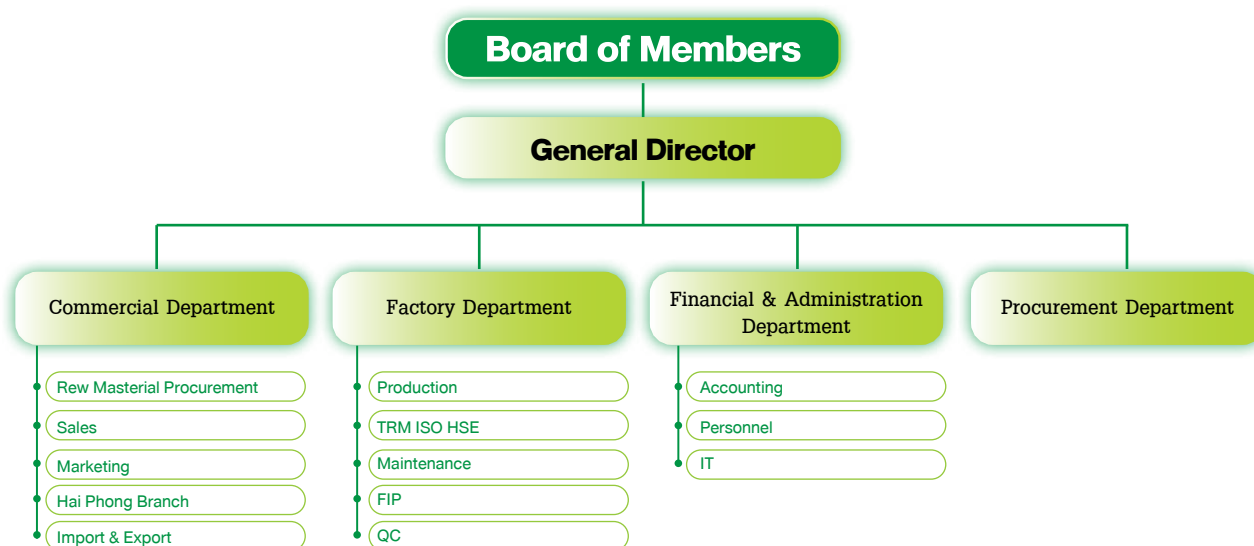 Board of Members
General Director
Commercial Department
Factory Department
Financial & Administration
Department
Procurement Department
Rew Masterial Procurement
Sales
Marketing
Hai Phong Branch
Import & Export
Production
TRM ISO HSE
Maintenance
FIP
QC
Accounting
Personnel
IT